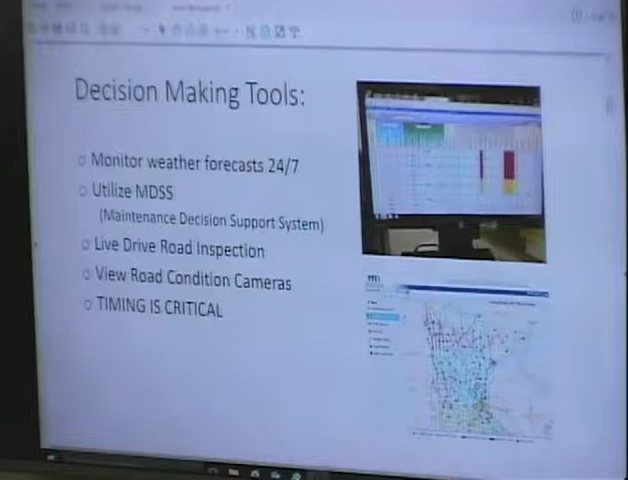 Decision Making Tools:
Monitor weather forecasts 24/7
Utilize MDSS
(Maintenance Decision Support System)
Live Drive Road Inspection
View Road Condition Cameras
TIMING IS CRITICAL